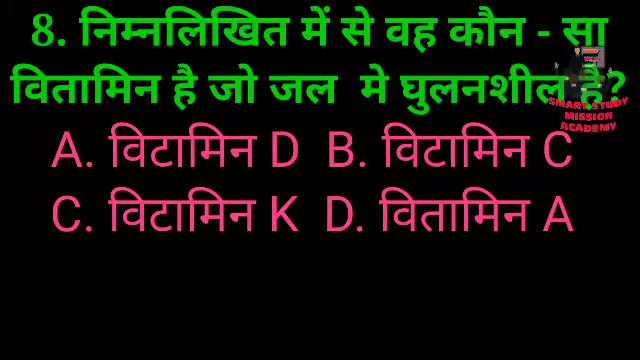 8. निम्नलिखित में से वह कौन - सा
वितामिन है जो जल मे घुलनशील है?
A. विटामिन D B. विटामिन C
C. विटामिन K D. वितामिन A
SMART STUDY
MISSION
ACADEMY